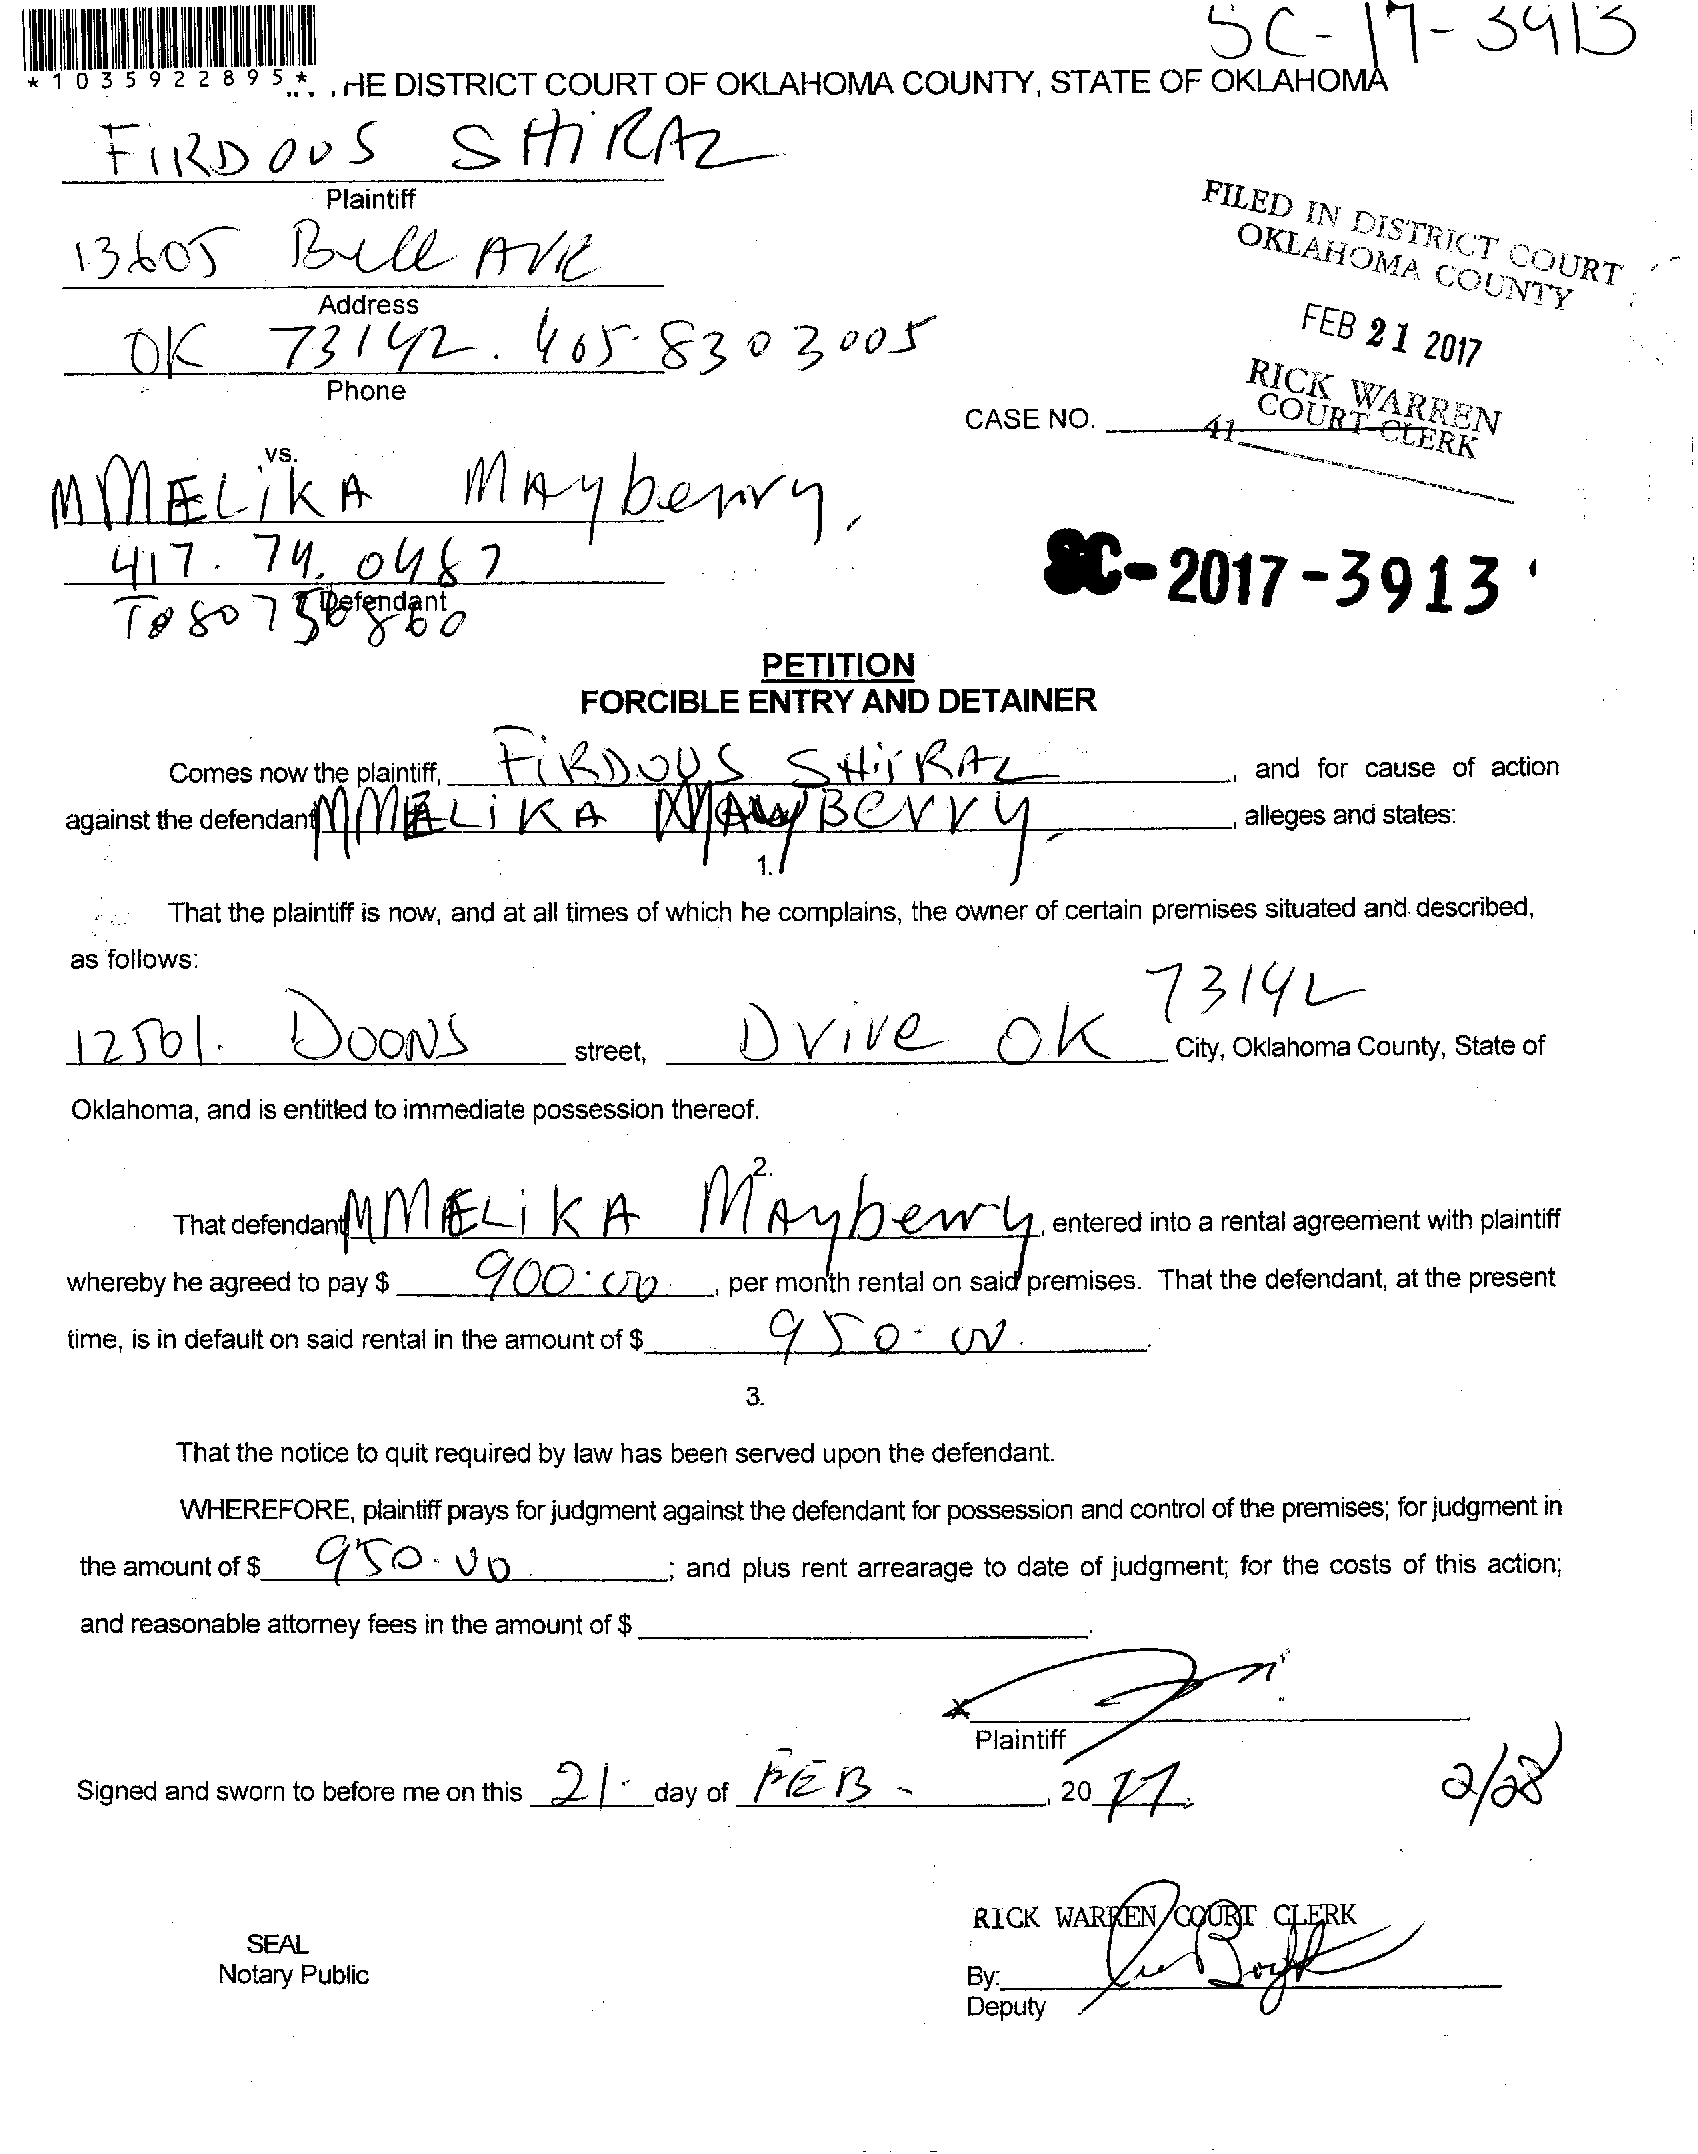 SC-17-3913
*1035922895*
HE DISTRICT COURT OF OKLAHOMA COUNTY, STATE OF OKLAHOMA
FiRDOUS SHiRAZ
Plaintiff
13605 Bell AVE
Address
OK 73142. 405-8303005
Phone
FILED IN DISTRICT COURT
OKLAHOMA COUNTY
FEB 21 2017
RICK WARREN
COURT CLERK
41
CASE NO.
vs.
MMELiKA Mayberry,
417. 74. 0487
Defendant
SC-2017-3913
PETITION
FORCIBLE ENTRY AND DETAINER
Comes now the plaintiff, FiRDOUS SHiRAZ, and for cause of action
against the defendant MMELiKA MayBerry, alleges and states:
1.
That the plaintiff is now, and at all times of which he complains, the owner of certain premises situated and described,
as follows:
12501. DOONS street, Drive OK 73142 City, Oklahoma County, State of
Oklahoma, and is entitled to immediate possession thereof.
2.
That defendant MMELiKA Mayberry, entered into a rental agreement with plaintiff
whereby he agreed to pay $ 900.00, per month rental on said premises. That the defendant, at the present
time, is in default on said rental in the amount of $ 950.00.
3.
That the notice to quit required by law has been served upon the defendant.
WHEREFORE, plaintiff prays for judgment against the defendant for possession and control of the premises; for judgment in
the amount of $ 950.00; and plus rent arrearage to date of judgment; for the costs of this action;
and reasonable attorney fees in the amount of $.
x
Plaintiff
Signed and sworn to before me on this 21. day of FEB-, 2017.
2/28
RICK WARREN COURT CLERK
SEAL
Notary Public
By:
Deputy